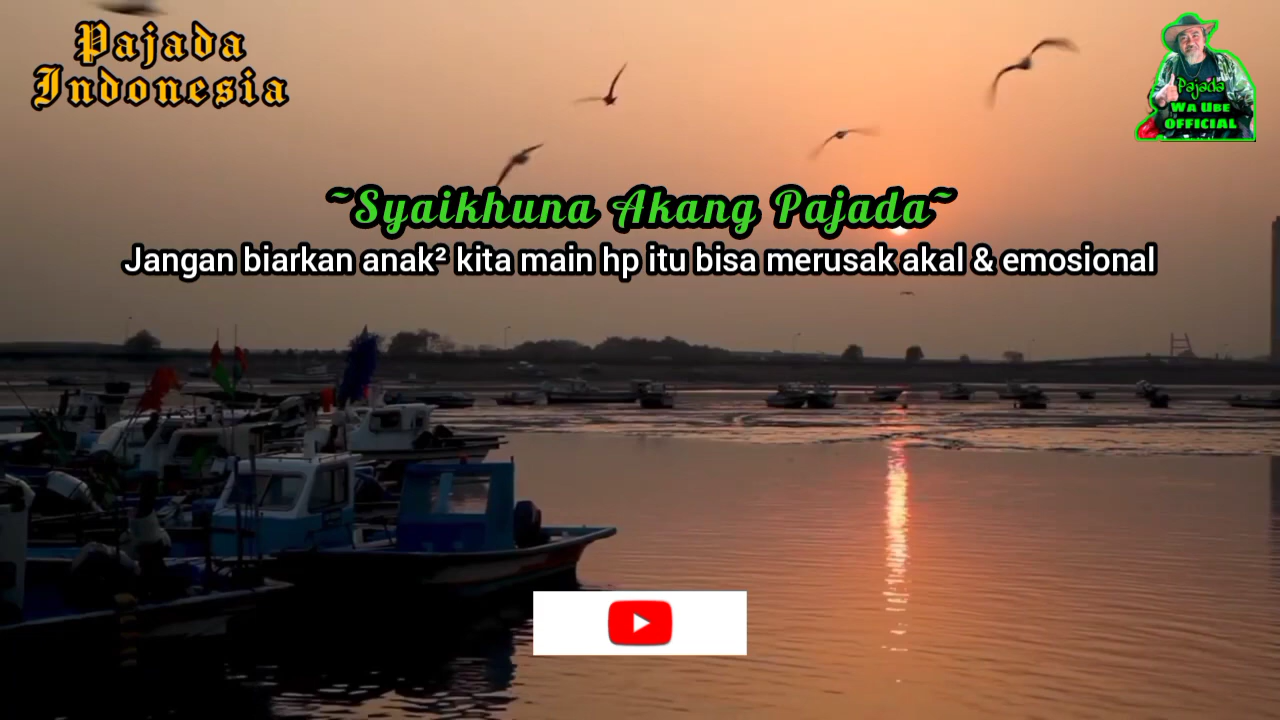 Pajada
Indonesia
Pajada
Wa Ube
OFFICIAL
~Syaikhuna Akang Pajada~
Jangan biarkan anak² kita main hp itu bisa merusak akal & emosional